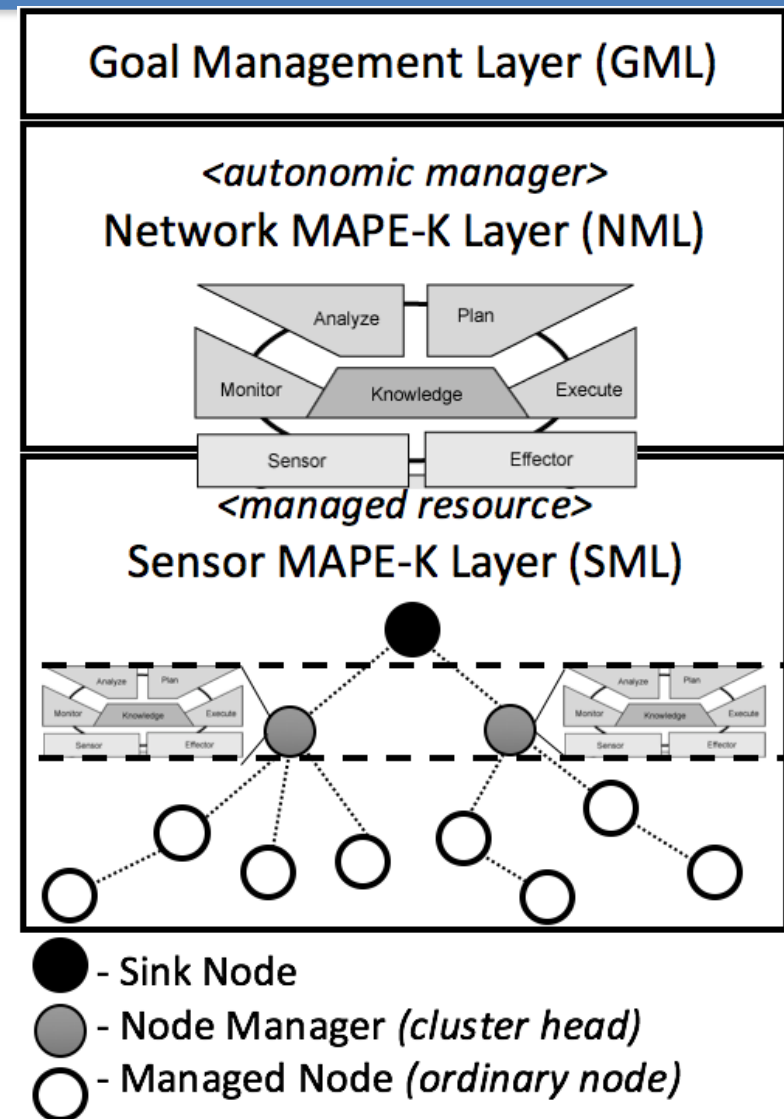 Goal Management Layer (GML)
<autonomic manager>
Network MAPE-K Layer (NML)
Analyze Plan
Monitor Knowledge Execute
Sensor Effector
<managed resource>
Sensor MAPE-K Layer (SML)
Analyze Plan
Monitor Knowledge Execute
Sensor Effector
Analyze Plan
Monitor Knowledge Execute
Sensor Effector
- Sink Node
- Node Manager (cluster head)
- Managed Node (ordinary node)